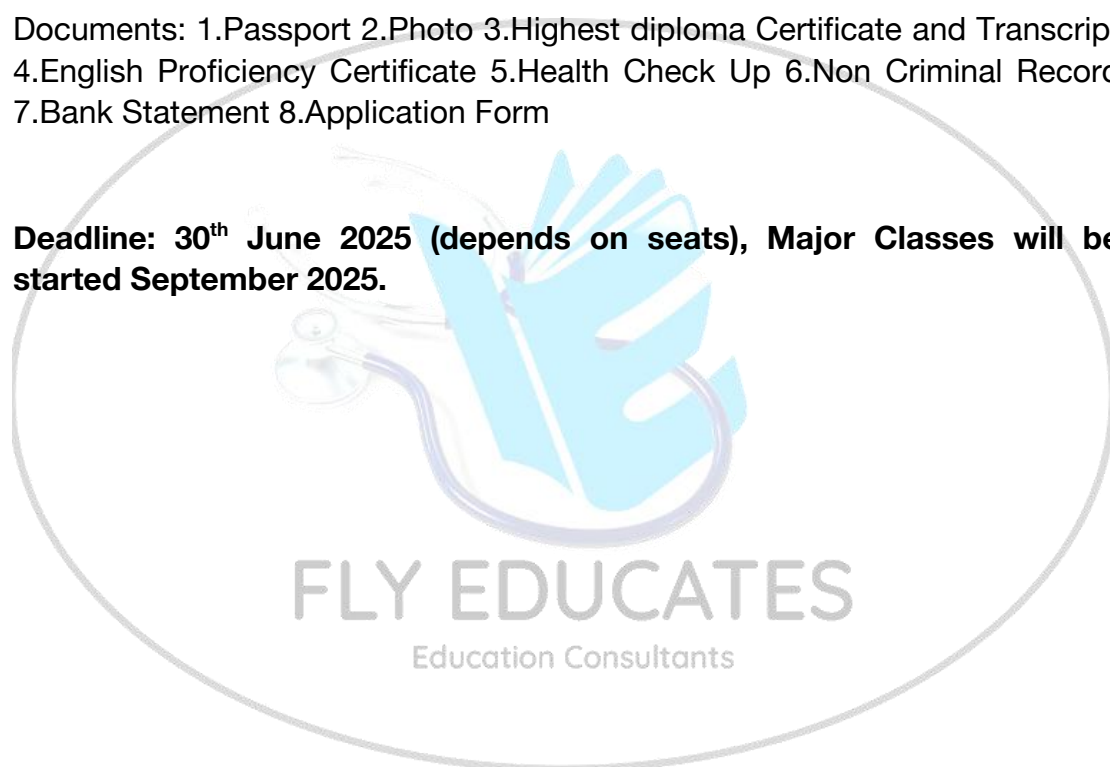 Documents: 1.Passport 2.Photo 3.Highest diploma Certificate and Transcrip
4.English Proficiency Certificate 5.Health Check Up 6.Non Criminal Record
7.Bank Statement 8.Application Form
Deadline: 30th June 2025 (depends on seats), Major Classes will be
started September 2025.
FLY EDUCATES
Education Consultants